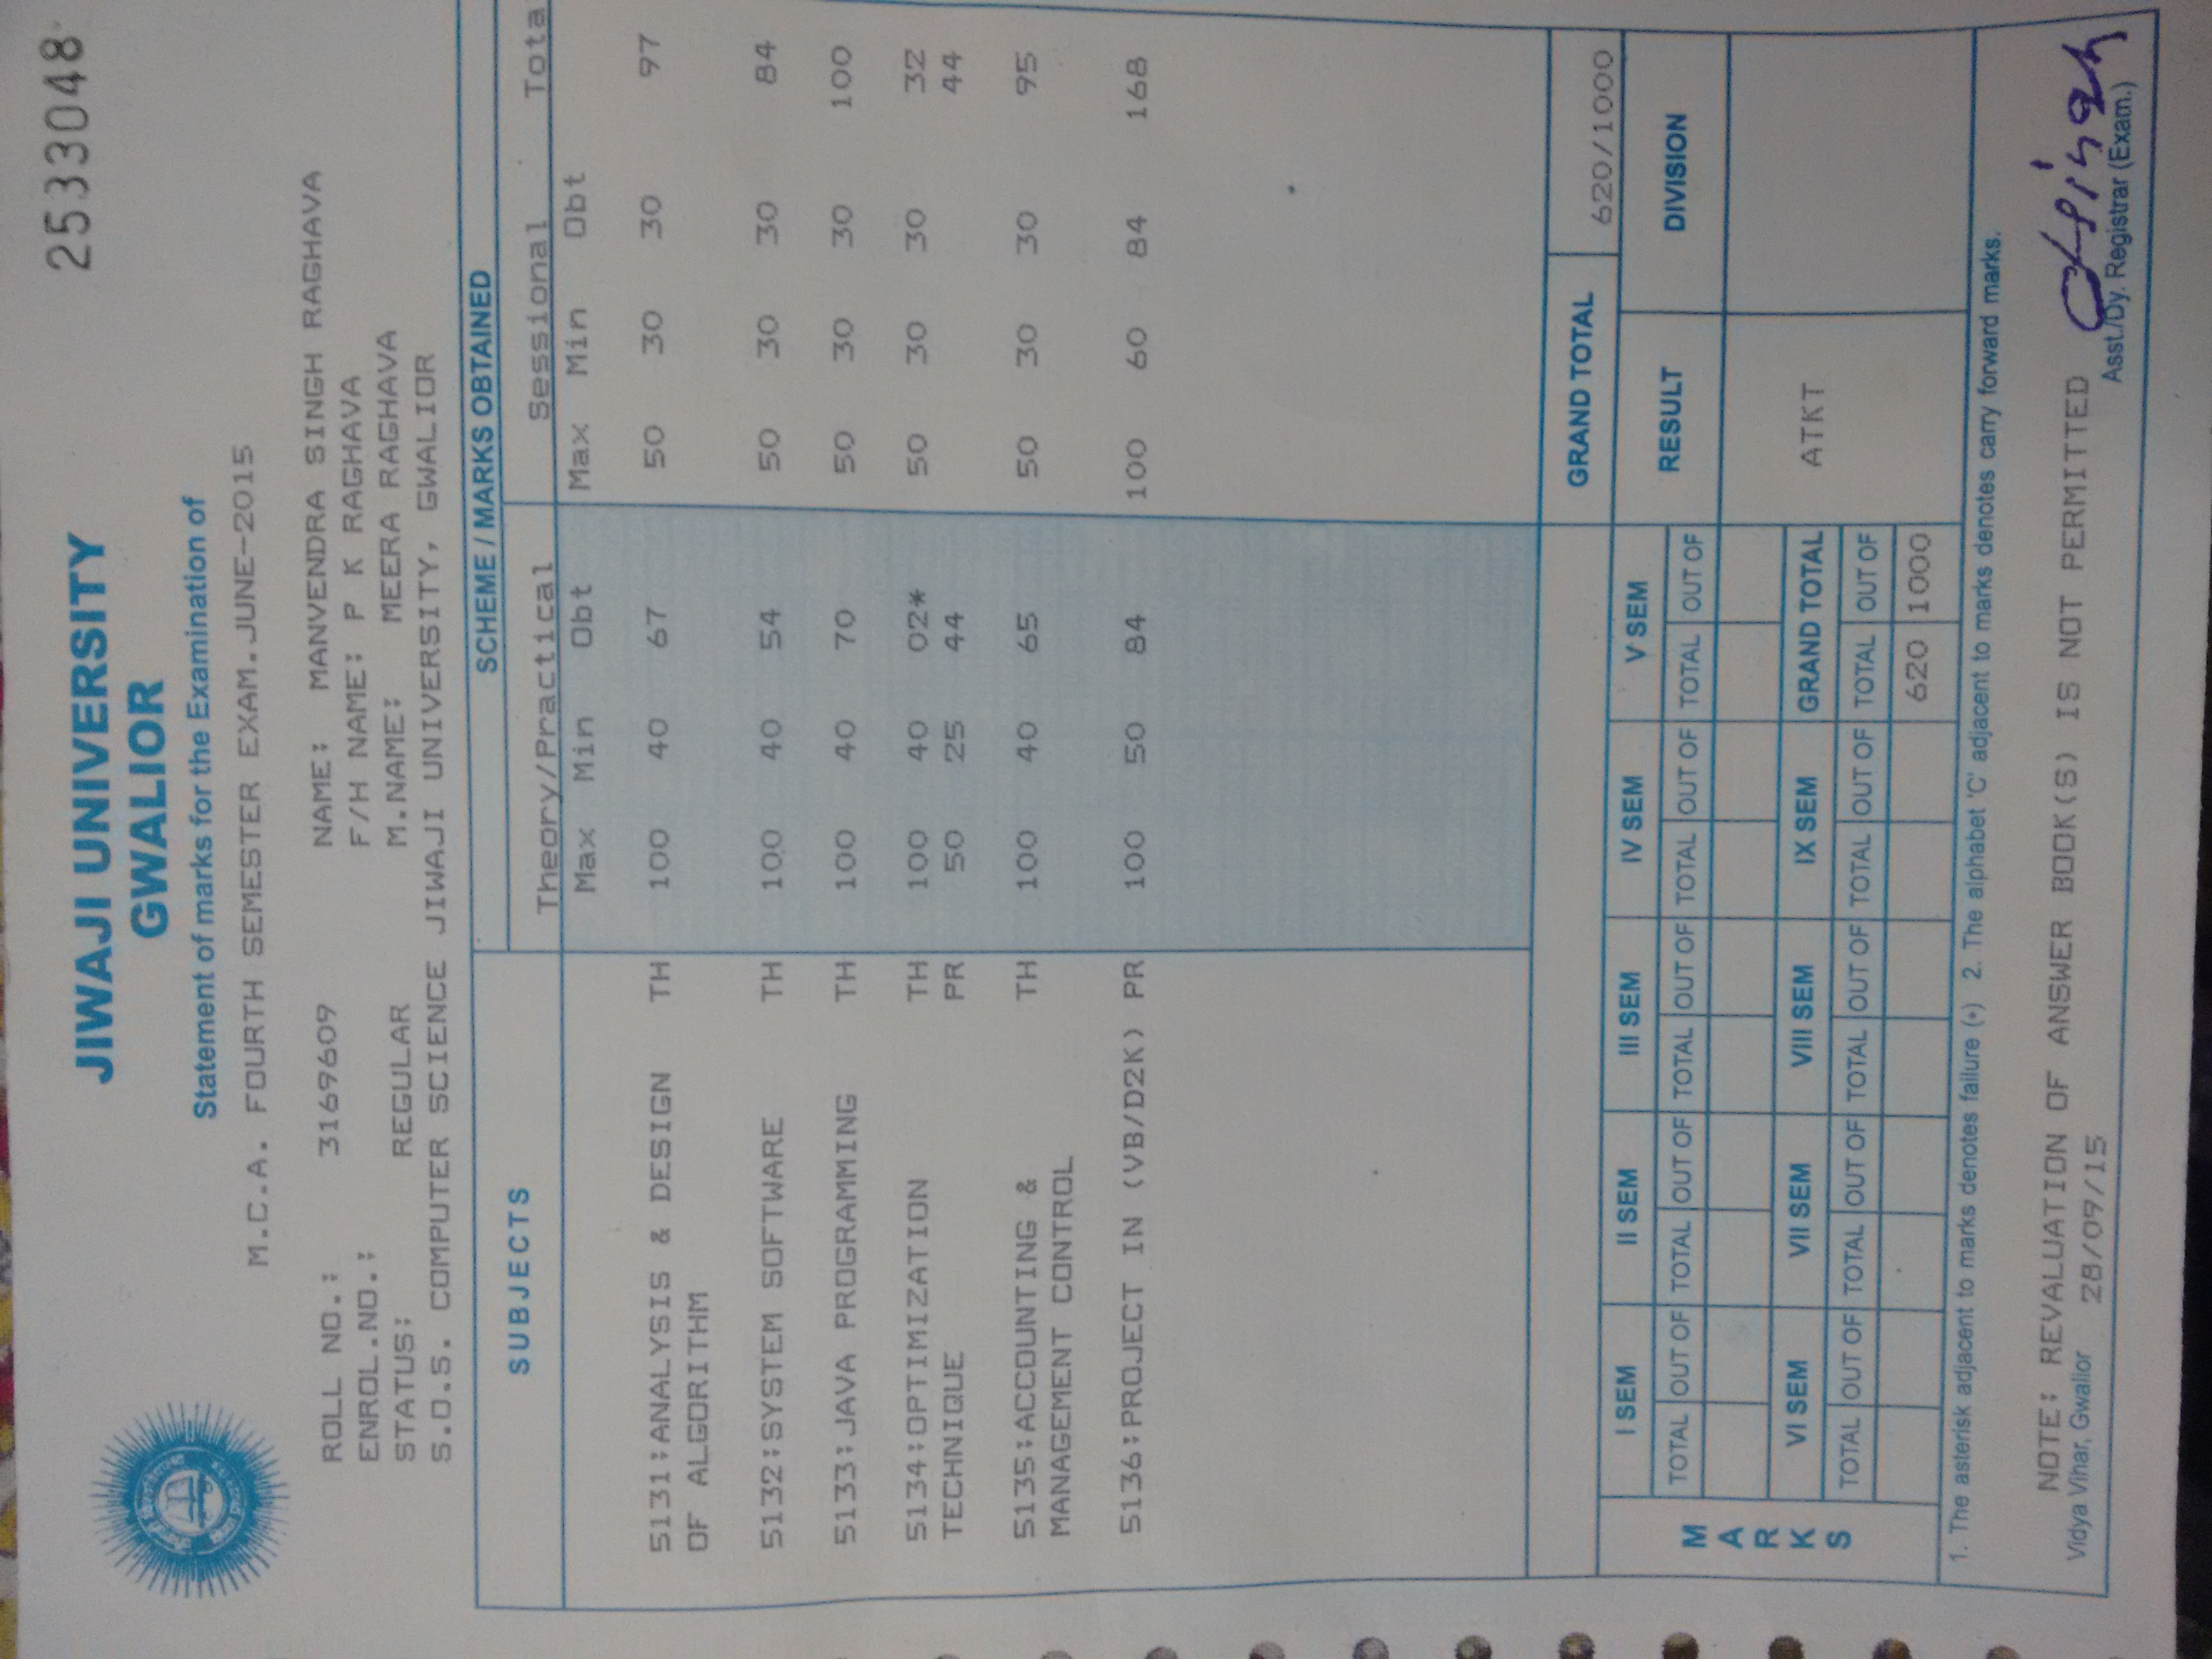 2533048
JIWAJI UNIVERSITY
GWALIOR
Statement of marks for the Examination of
M.C.A. FOURTH SEMESTER EXAM.JUNE-2015
ROLL NO.: 3169609 NAME: MANVENDRA SINGH RAGHAVA
ENROL.NO.: F/H NAME: P K RAGHAVA
STATUS: REGULAR M.NAME: MEERA RAGHAVA
S.O.S. COMPUTER SCIENCE JIWAJI UNIVERSITY, GWALIOR
SUBJECTS SCHEME / MARKS OBTAINED
Theory/Practical Sessional Tota
Max Min Obt Max Min Obt
5131:ANALYSIS & DESIGN TH 100 40 67 50 30 30 97
OF ALGORITHM
5132:SYSTEM SOFTWARE TH 100 40 54 50 30 30 84
5133:JAVA PROGRAMMING TH 100 40 70 50 30 30 100
5134:OPTIMIZATION TH 100 40 02* 50 30 30 32
TECHNIQUE PR 50 25 44 44
5135:ACCOUNTING & TH 100 40 65 50 30 30 95
MANAGEMENT CONTROL
5136:PROJECT IN (VB/D2K) PR 100 50 84 100 60 84 168
GRAND TOTAL 620/1000
MARKS
I SEM II SEM III SEM IV SEM V SEM RESULT DIVISION
TOTAL OUT OF TOTAL OUT OF TOTAL OUT OF TOTAL OUT OF TOTAL OUT OF
VI SEM VII SEM VIII SEM IX SEM GRAND TOTAL ATKT
TOTAL OUT OF TOTAL OUT OF TOTAL OUT OF TOTAL OUT OF TOTAL OUT OF
620 1000
1. The asterisk adjacent to marks denotes failure (*) 2. The alphabet 'C' adjacent to marks denotes carry forward marks.
NOTE: REVALUATION OF ANSWER BOOK(S) IS NOT PERMITTED
Vidya Vihar, Gwalior 28/09/15 Asst./Dy. Registrar (Exam.)